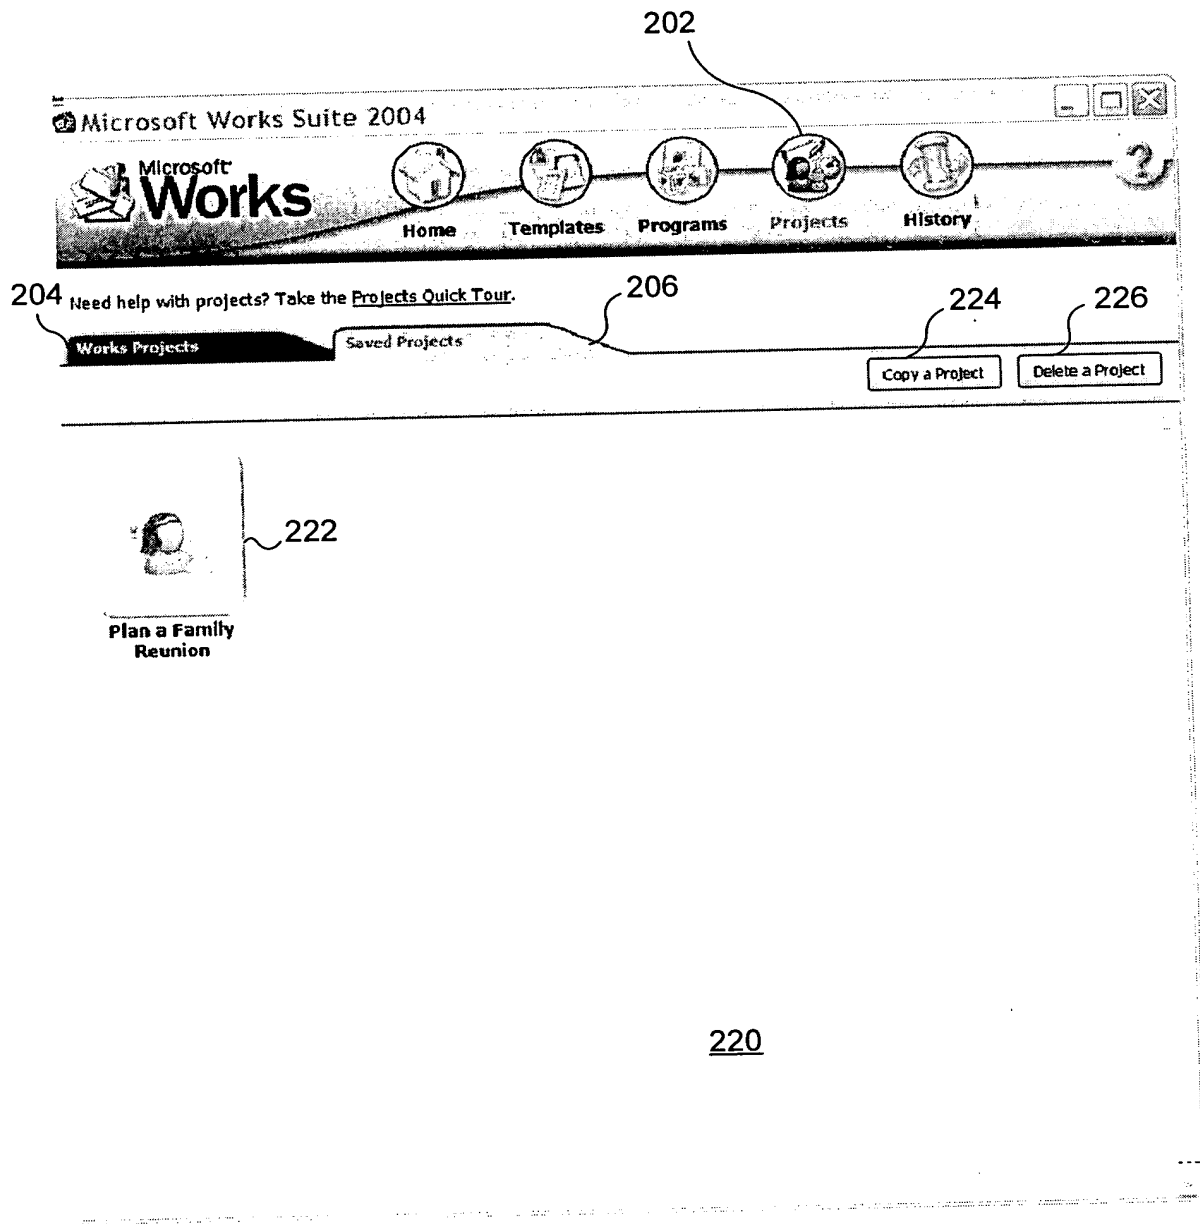 202
Microsoft Works Suite 2004
Microsoft
Works
Home
Templates
Programs
Projects
History
?
204
Need help with projects? Take the Projects Quick Tour.
206
224
226
Works Projects
Saved Projects
Copy a Project
Delete a Project
222
Plan a Family
Reunion
220